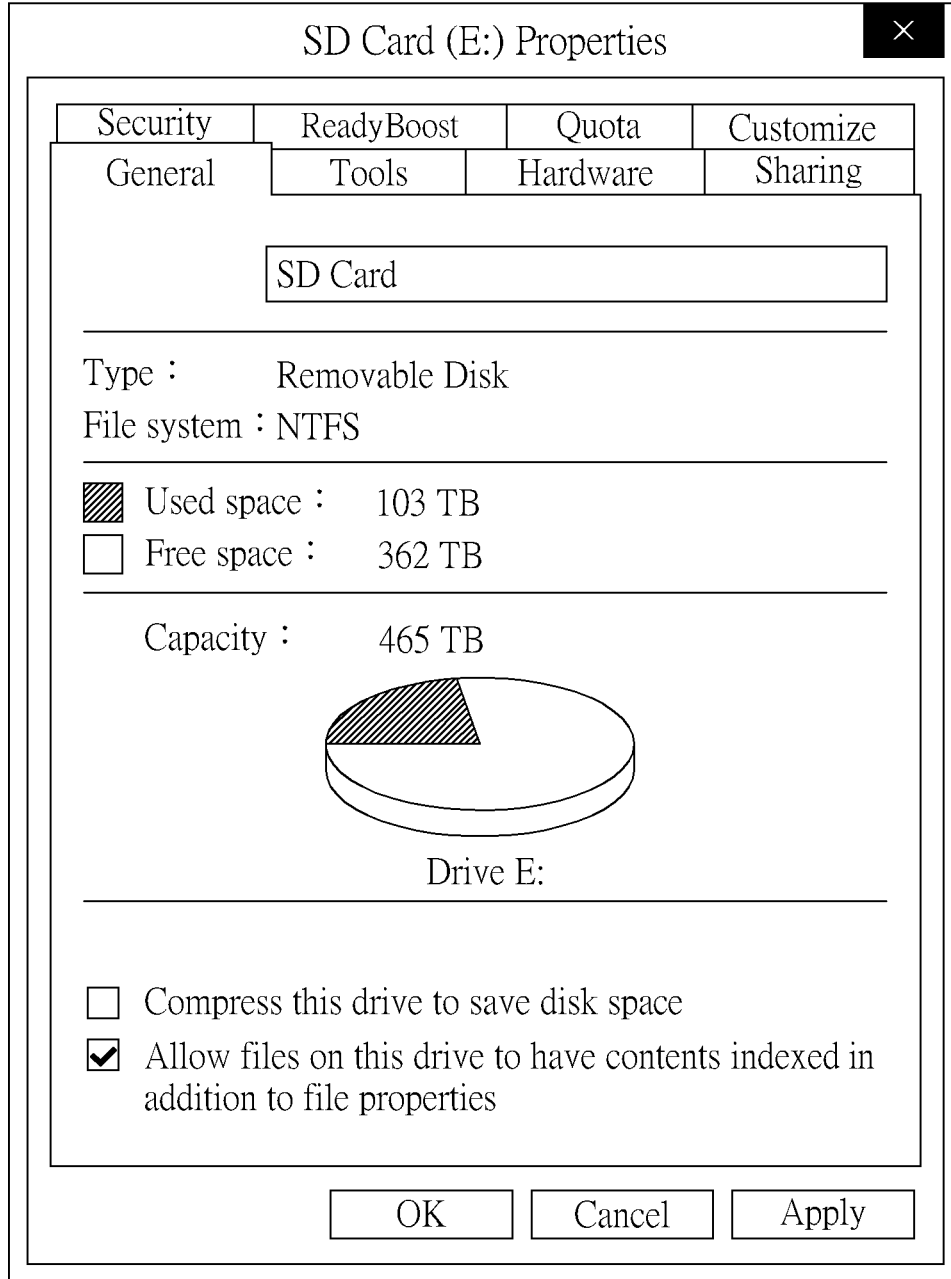 SD Card (E:) Properties
×
Security ReadyBoost Quota Customize
General Tools Hardware Sharing
SD Card
Type： Removable Disk
File system：NTFS
Used space： 103 TB
Free space： 362 TB
Capacity： 465 TB
Drive E:
Compress this drive to save disk space
Allow files on this drive to have contents indexed in
addition to file properties
OK Cancel Apply